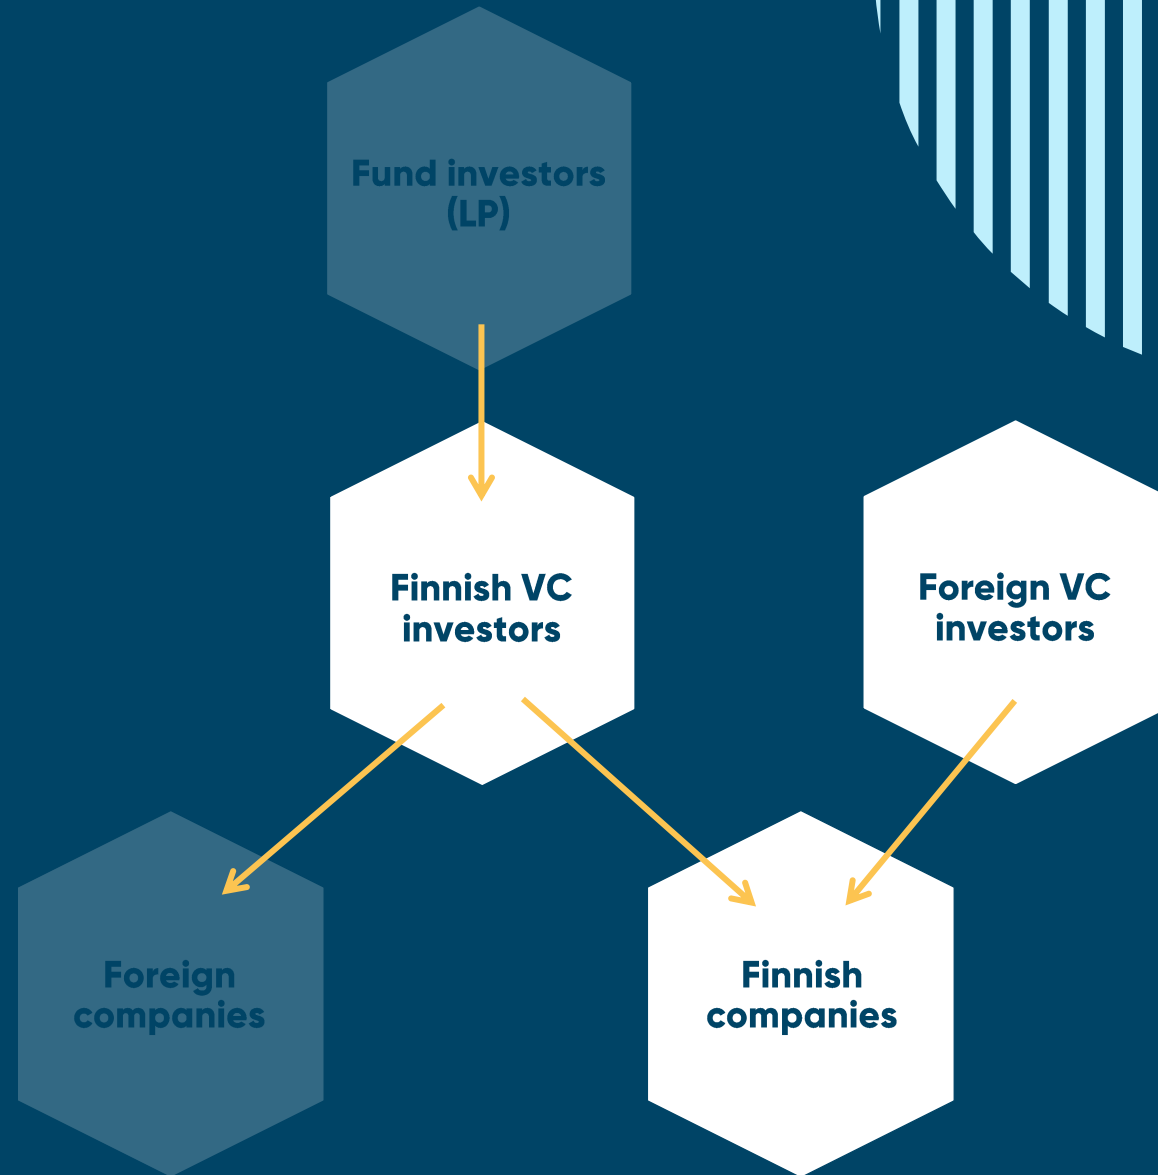 Fund investors
(LP)
Finnish VC
investors
Foreign VC
investors
Foreign
companies
Finnish
companies